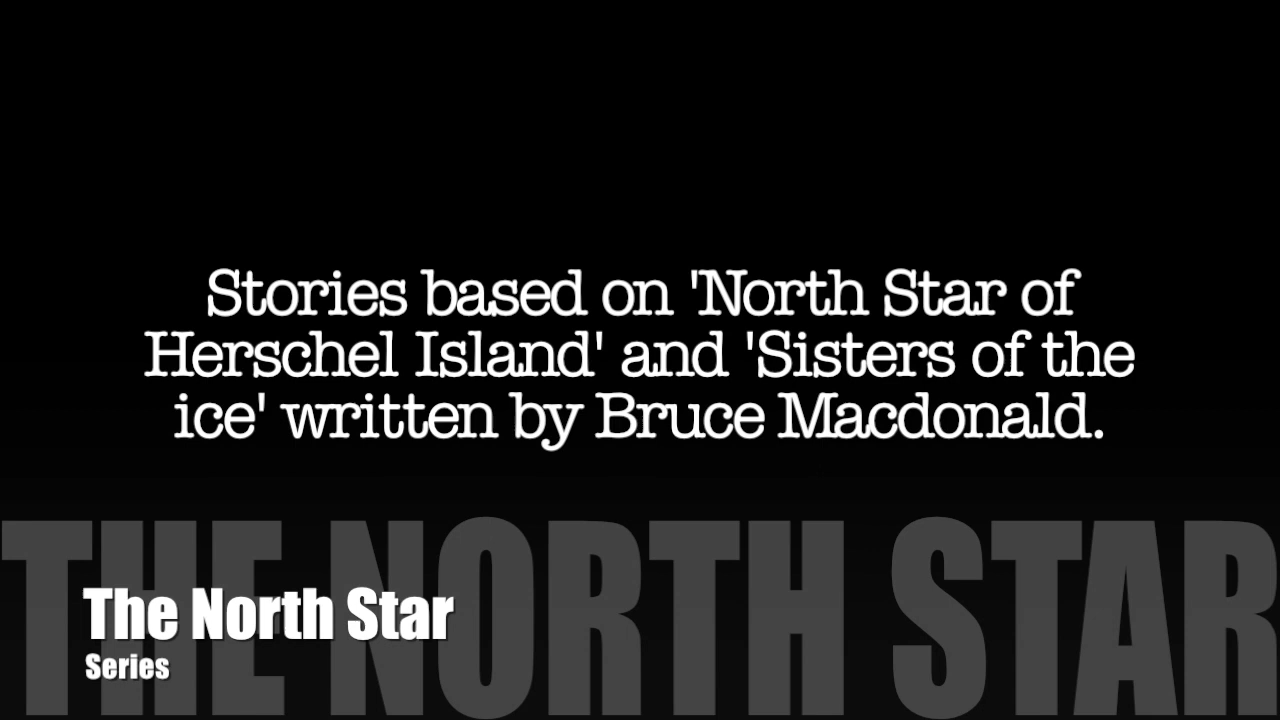 Stories based on 'North Star of
Herschel Island' and 'Sisters of the
ice' written by Bruce Macdonald.
THE NORTH STAR
The North Star
Series